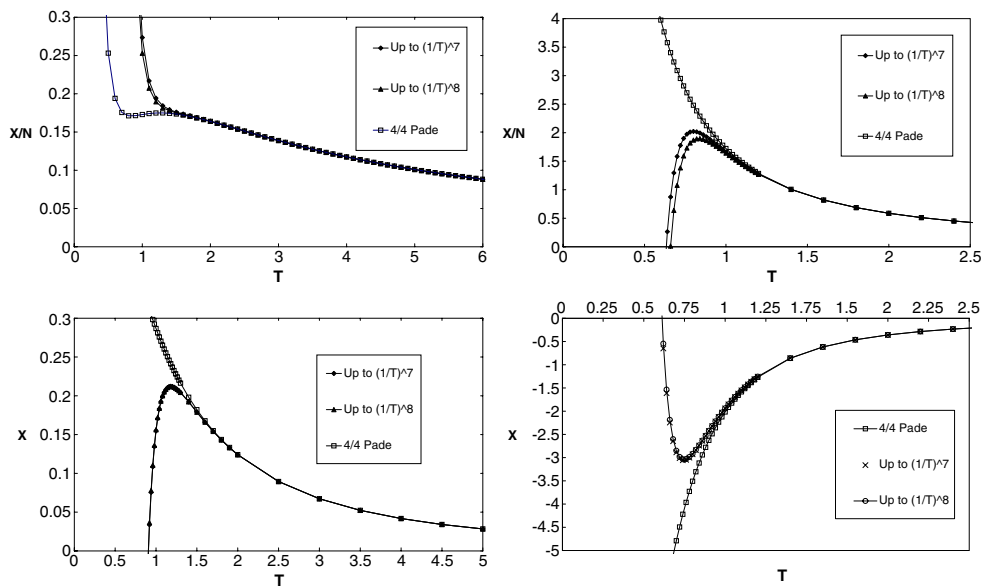 0.3
0.25
0.2
0.15
0.1
0.05
0
X/N
0 1 2 3 4 5 6
T
Up to (1/T)^7
Up to (1/T)^8
4/4 Pade
4
3.5
3
2.5
2
1.5
1
0.5
0
X/N
0 0.5 1 1.5 2 2.5
T
Up to (1/T)^7
Up to (1/T)^8
4/4 Pade
0.3
0.25
0.2
0.15
0.1
0.05
0
X
0 0.5 1 1.5 2 2.5 3 3.5 4 4.5 5
T
Up to (1/T)^7
Up to (1/T)^8
4/4 Pade
0 0.25 0.5 0.75 1 1.25 1.75 2 2.25 2.5
0
-0.5
-1
-1.5
-2
-2.5
-3
-3.5
-4
-4.5
-5
X
T
4/4 Pade
Up to (1/T)^7
Up to (1/T)^8